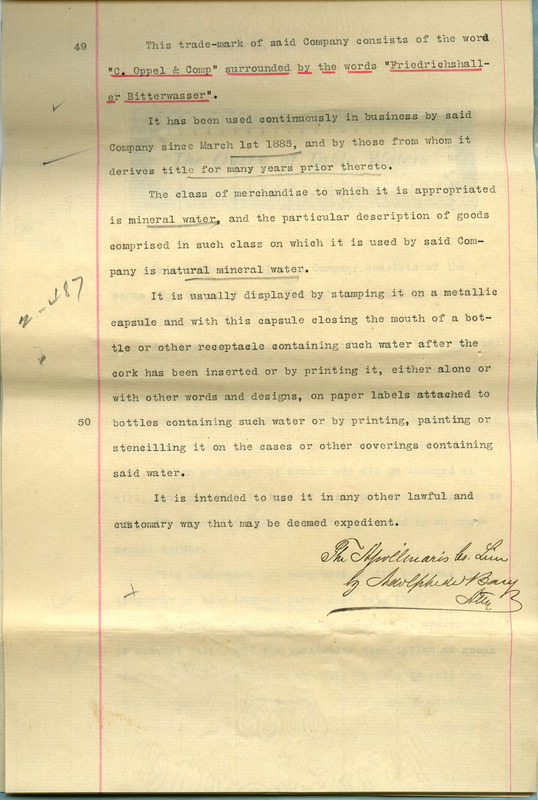 49 This trade-mark of said Company consists of the word
"C. Oppel & Comp" surrounded by the words "Friedrichshall-
er Bitterwasser".
It has been used continuously in business by said
Company since March 1st 1885, and by those from whom it
derives title for many years prior thereto.
The class of merchandise to which it is appropriated
is mineral water, and the particular description of goods
comprised in such class on which it is used by said Com-
pany is natural mineral water.
It is usually displayed by stamping it on a metallic
capsule and with this capsule closing the mouth of a bot-
tle or other receptacle containing such water after the
cork has been inserted or by printing it, either alone or
with other words and designs, on paper labels attached to
50 bottles containing such water or by printing, painting or
stencilling it on the cases or other coverings containing
said water.
It is intended to use it in any other lawful and
customary way that may be deemed expedient.
The Apollinaris Co. Lim
by Adolphe de Bary
Atty